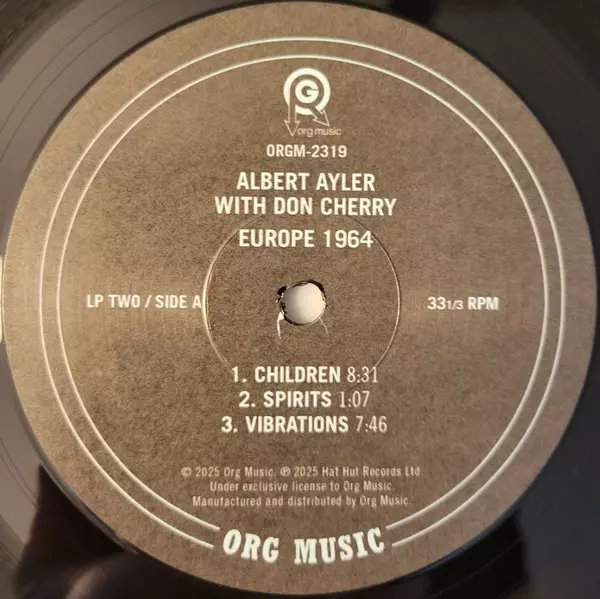 org music
ORGM-2319
ALBERT AYLER
WITH DON CHERRY
EUROPE 1964
LP TWO / SIDE A
33 1/3 RPM
1. CHILDREN 8:31
2. SPIRITS 1:07
3. VIBRATIONS 7:46
© 2025 Org Music. ℗ 2025 Hat Hut Records Ltd.
Under exclusive license to Org Music.
Manufactured and distributed by Org Music.
ORG MUSIC